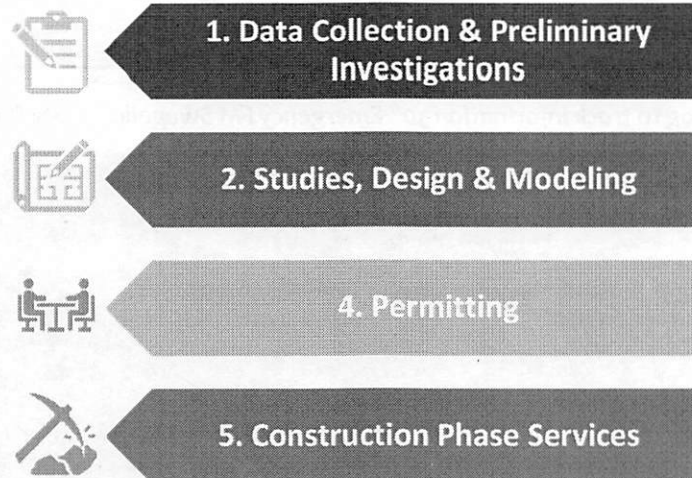 1. Data Collection & Preliminary
Investigations
2. Studies, Design & Modeling
4. Permitting
5. Construction Phase Services